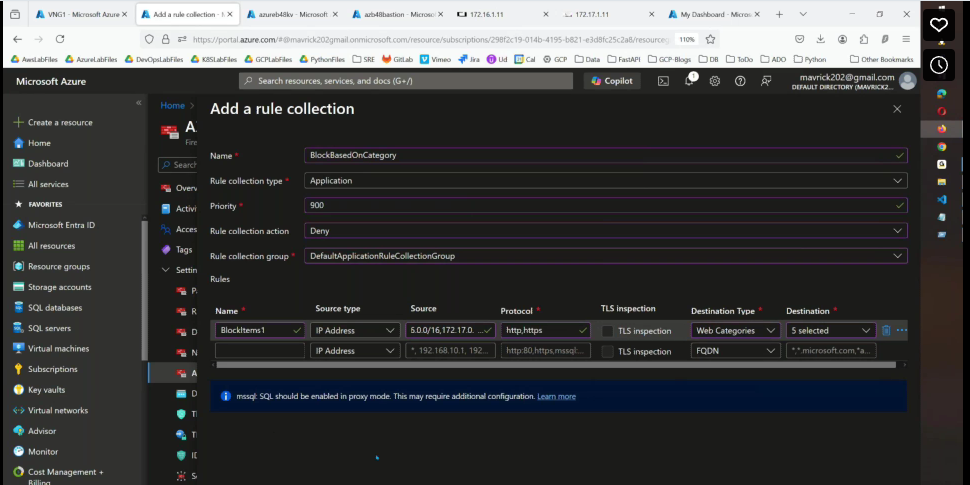 VNG1 - Microsoft Azure
Add a rule collection
azureb48kv - Microsoft
azb48bastion - Microsoft
172.16.1.11
172.17.1.11
My Dashboard - Microsoft
https://portal.azure.com/#@mavrick202gmail.onmicrosoft.com/resource/subscriptions/298f2c19-014b-4195-b821-e3d8fc25c2a8/resourceg
110%
AwsLabFiles AzureLabFiles DevOpsLabFiles K8SLabFiles GCPLabFiles PythonFiles SRE GitLab Vimeo Jira Ud Cal GCP Data FastAPI GCP-Blogs DB ToDo ADO Python Other Bookmarks
Microsoft Azure
Search resources, services, and docs (G+/)
Copilot
1
mavrick202@gmail.com
DEFAULT DIRECTORY (MAVRICK2...
Create a resource
Home
Dashboard
All services
FAVORITES
Microsoft Entra ID
All resources
Resource groups
Storage accounts
SQL databases
SQL servers
Virtual machines
Subscriptions
Key vaults
Virtual networks
Advisor
Monitor
Cost Management +
Billing
Home >
A
Fire
Search
Overv
Activi
Acces
Tags
Settin
P
R
D
N
A
D
Tl
T
ID
Se
Add a rule collection
Name *
BlockBasedOnCategory
Rule collection type *
Application
Priority *
900
Rule collection action
Deny
Rule collection group *
DefaultApplicationRuleCollectionGroup
Rules
Name * Source type Source Protocol * TLS inspection Destination Type * Destination *
BlockItems1 IP Address 5.0.0/16,172.17.0. ... http,https TLS inspection Web Categories 5 selected
IP Address *, 192.168.10.1, 192... http:80,https,mssql:... TLS inspection FQDN *,*.microsoft.com,*a...
mssql: SQL should be enabled in proxy mode. This may require additional configuration. Learn more